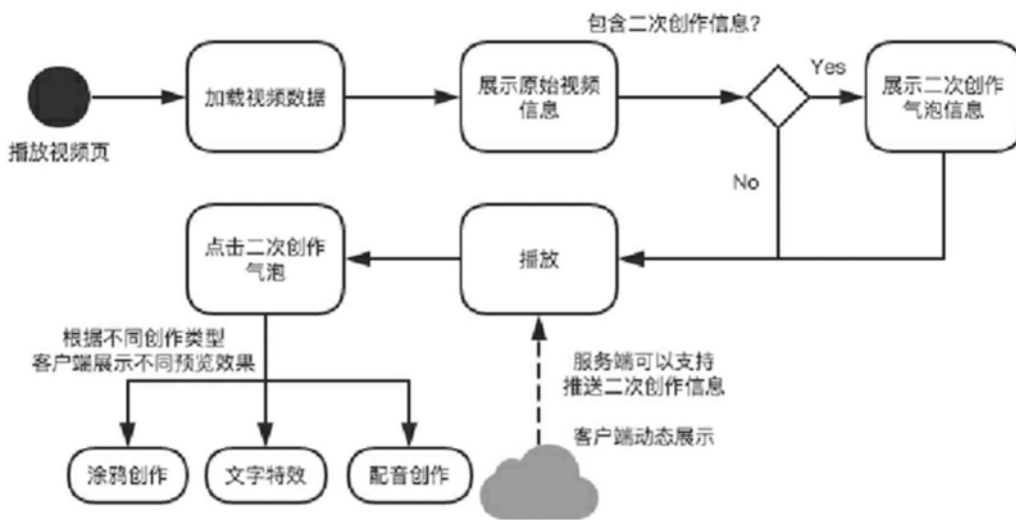 包含二次创作信息？
加载视频数据
展示原始视频
信息
Yes
展示二次创作
气泡信息
播放视频页
No
点击二次创作
气泡
播放
根据不同创作类型
客户端展示不同预览效果
服务端可以支持
推送二次创作信息
客户端动态展示
涂鸦创作
文字特效
配音创作